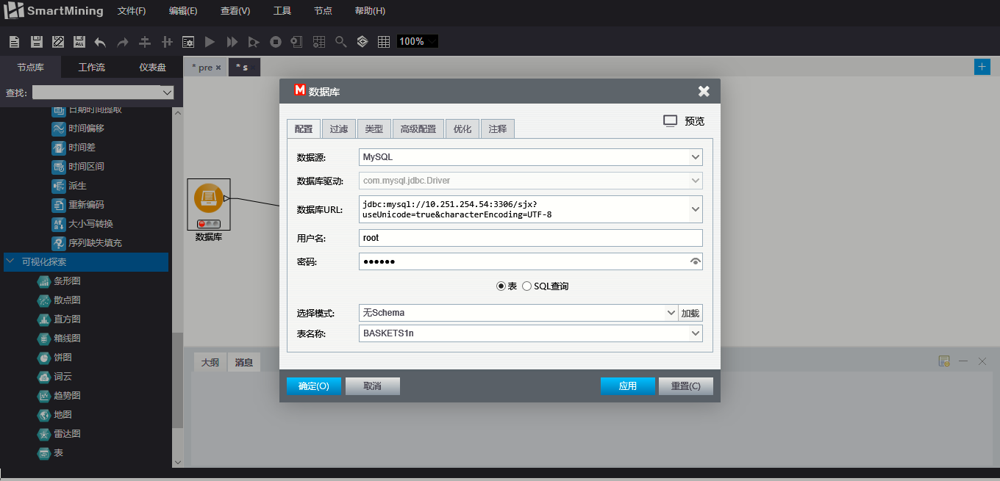 SmartMining 文件(F) 编辑(E) 查看(V) 工具 节点 帮助(H)
ALL 100%
节点库 工作流 仪表盘 * pre × * s ×
查找:
日期时间提取
时间偏移
时间差
时间区间
派生
重新编码
大小写转换
序列缺失填充
可视化探索
条形图
散点图
直方图
箱线图
饼图
词云
趋势图
地图
雷达图
表
数据库
M 数据库
预览
配置 过滤 类型 高级配置 优化 注释
数据源: MySQL
数据库驱动: com.mysql.jdbc.Driver
数据库URL: jdbc:mysql://10.251.254.54:3306/sjx?
useUnicode=true&characterEncoding=UTF-8
用户名: root
密码: ••••••
表 SQL查询
选择模式: 无Schema 加载
表名称: BASKETS1n
确定(O) 取消 应用 重置(C)
大纲 消息